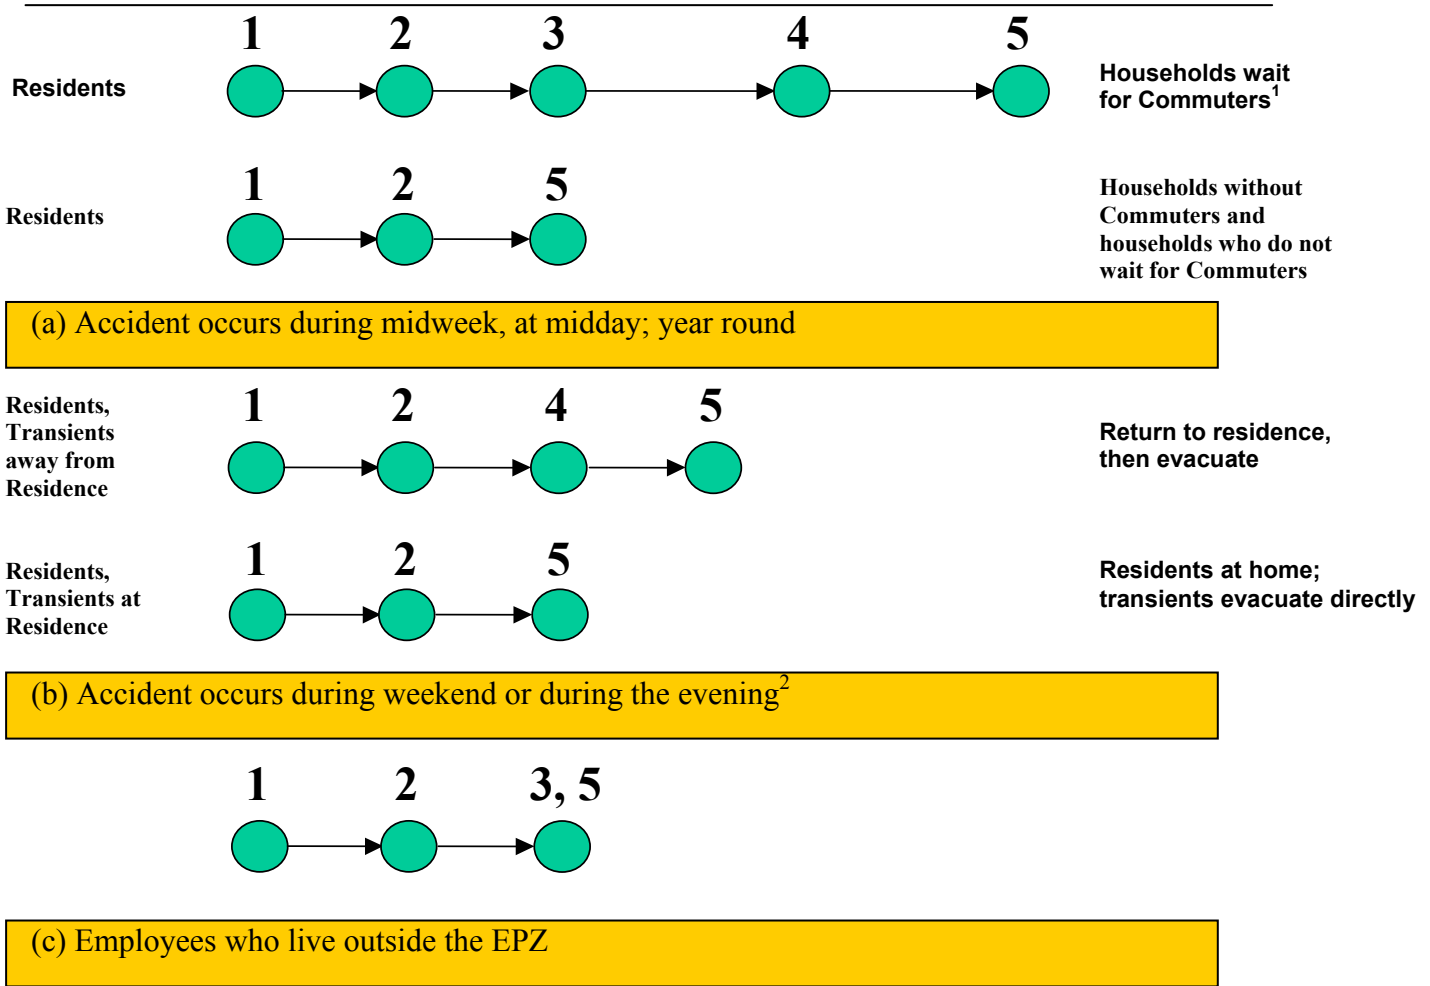 1 2 3 4 5
Residents
Households wait
for Commuters1
1 2 5
Residents
Households without
Commuters and
households who do not
wait for Commuters
(a) Accident occurs during midweek, at midday; year round
Residents,
Transients
away from
Residence
1 2 4 5
Return to residence,
then evacuate
Residents,
Transients at
Residence
1 2 5
Residents at home;
transients evacuate directly
(b) Accident occurs during weekend or during the evening2
1 2 3, 5
(c) Employees who live outside the EPZ